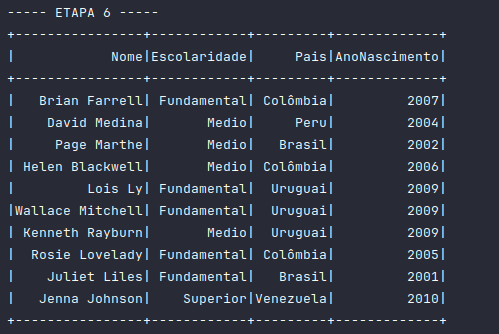 ----- ETAPA 6 -----
+----------------+------------+---------+-------------+
|            Nome|Escolaridade|     Pais|AnoNascimento|
+----------------+------------+---------+-------------+
|   Brian Farrell| Fundamental| Colômbia|         2007|
|    David Medina|       Medio|     Peru|         2004|
|     Page Marthe|       Medio|   Brasil|         2002|
| Helen Blackwell|       Medio| Colômbia|         2006|
|         Lois Ly| Fundamental|  Uruguai|         2009|
|Wallace Mitchell| Fundamental|  Uruguai|         2009|
| Kenneth Rayburn|       Medio|  Uruguai|         2009|
|  Rosie Lovelady| Fundamental| Colômbia|         2005|
|    Juliet Liles| Fundamental|   Brasil|         2001|
|   Jenna Johnson|    Superior|Venezuela|         2010|
+----------------+------------+---------+-------------+